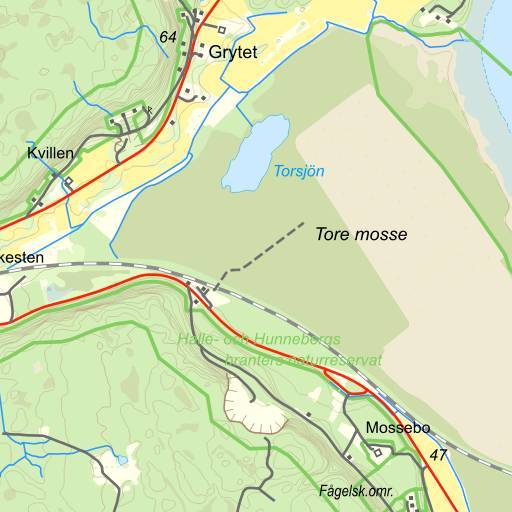 64
Grytet
Kvillen
Torsjön
Tore mosse
kesten
Halle- och Hunnebergs
branters naturreservat
Mossebo
47
Fågelsk.omr.